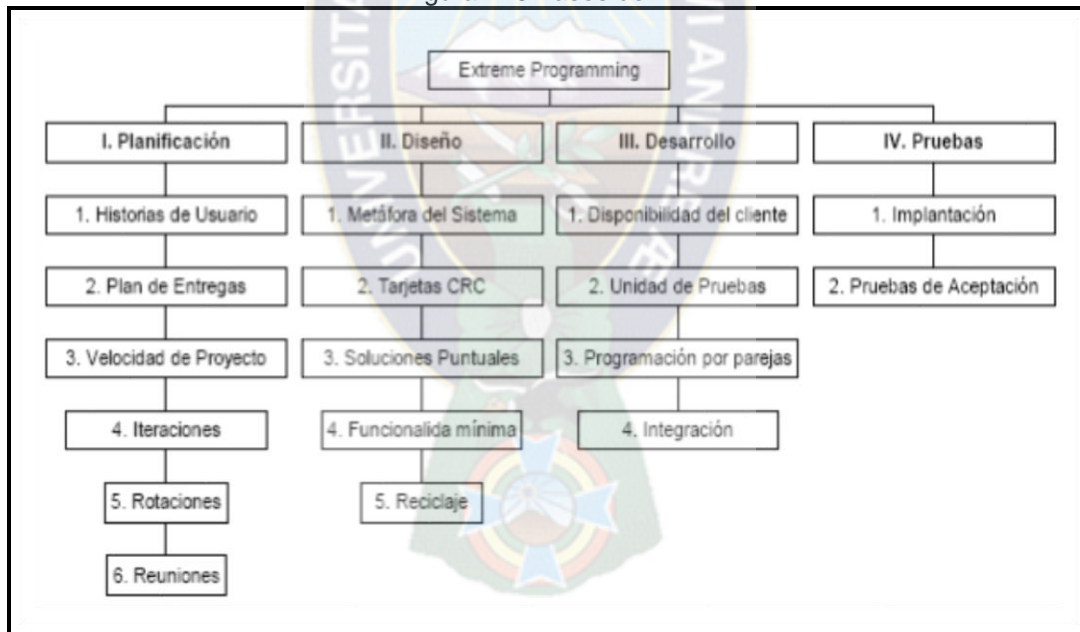 Extreme Programming
I. Planificación
1. Historias de Usuario
2. Plan de Entregas
3. Velocidad de Proyecto
4. Iteraciones
5. Rotaciones
6. Reuniones
II. Diseño
1. Metáfora del Sistema
2. Tarjetas CRC
3. Soluciones Puntuales
4. Funcionalida mínima
5. Reciclaje
III. Desarrollo
1. Disponibilidad del cliente
2. Unidad de Pruebas
3. Programación por parejas
4. Integración
IV. Pruebas
1. Implantación
2. Pruebas de Aceptación